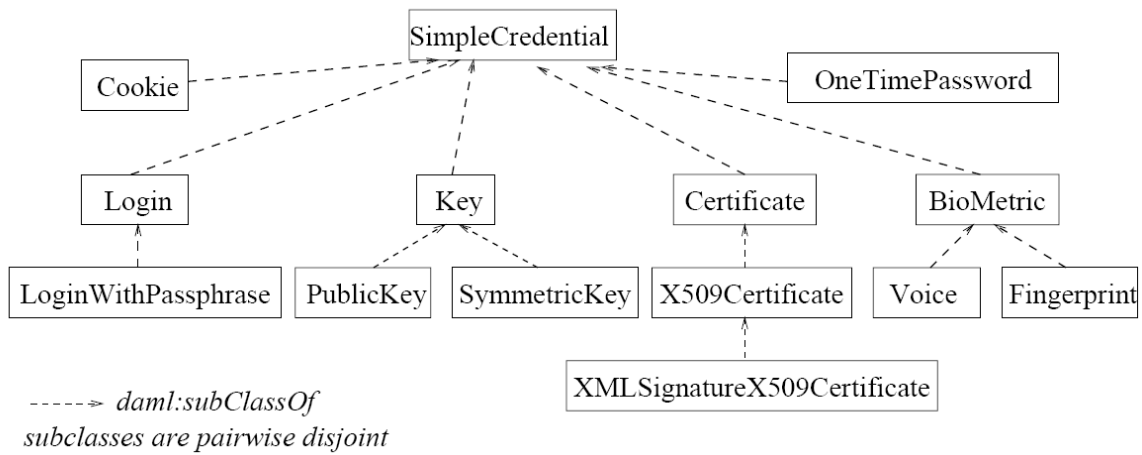 SimpleCredential
Cookie
OneTimePassword
Login
Key
Certificate
BioMetric
LoginWithPassphrase
PublicKey
SymmetricKey
X509Certificate
Voice
Fingerprint
XMLSignatureX509Certificate
daml:subClassOf
subclasses are pairwise disjoint